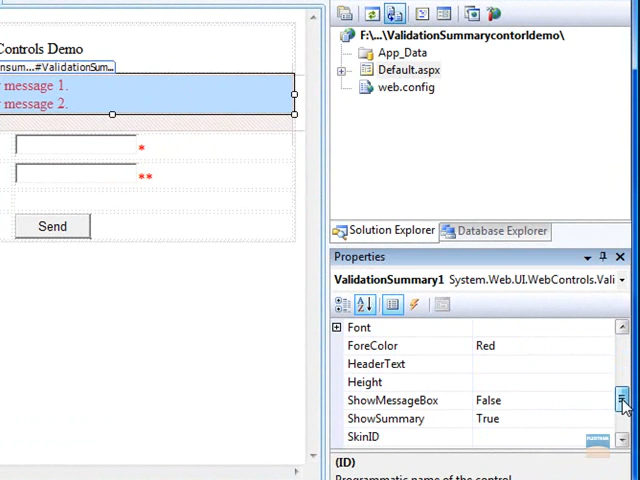 Controls Demo
nsum...#ValidationSum...
message 1.
message 2.
*
**
Send
F:\...\ValidationSummarycontorldemo\
App_Data
Default.aspx
web.config
Solution Explorer
Database Explorer
Properties
ValidationSummary1 System.Web.UI.WebControls.Vali
Font
ForeColor Red
HeaderText
Height
ShowMessageBox False
ShowSummary True
SkinID
(ID)
Programmatic name of the control.